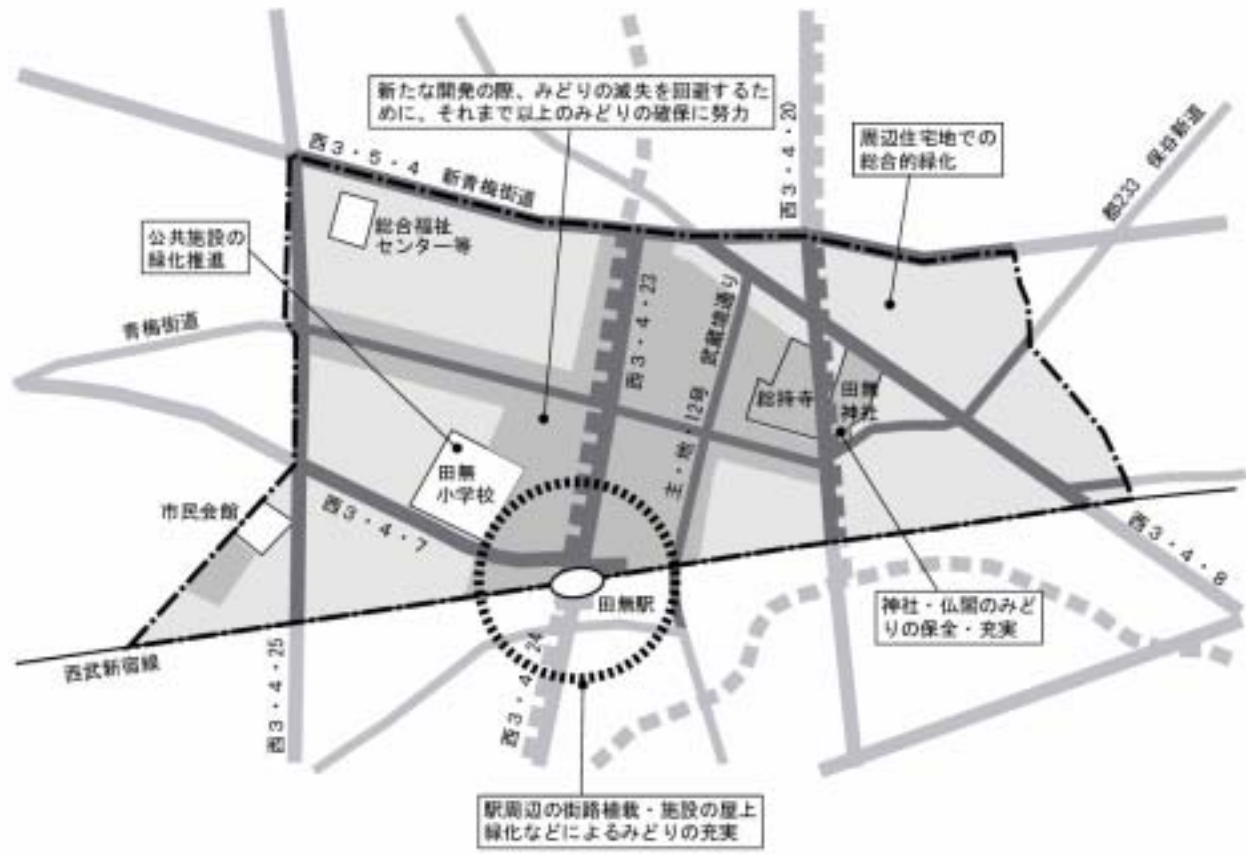 新たな開発の際、みどりの滅失を回避するた
めに、それまで以上のみどりの確保に努力
西3・4・20
周辺住宅地での
総合的緑化
都233 保谷新道
西3・5・4 新青梅街道
公共施設の
緑化推進
総合福祉
センター等
西3・4・23
武蔵境通り
主・地・12号
青梅街道
総持寺
田無
神社
田無
小学校
市民会館
西3・4・7
西3・4・8
田無駅
神社・仏閣のみど
りの保全・充実
西武新宿線
西3・4・25
西3・4・24
駅周辺の街路植栽・施設の屋上
緑化などによるみどりの充実